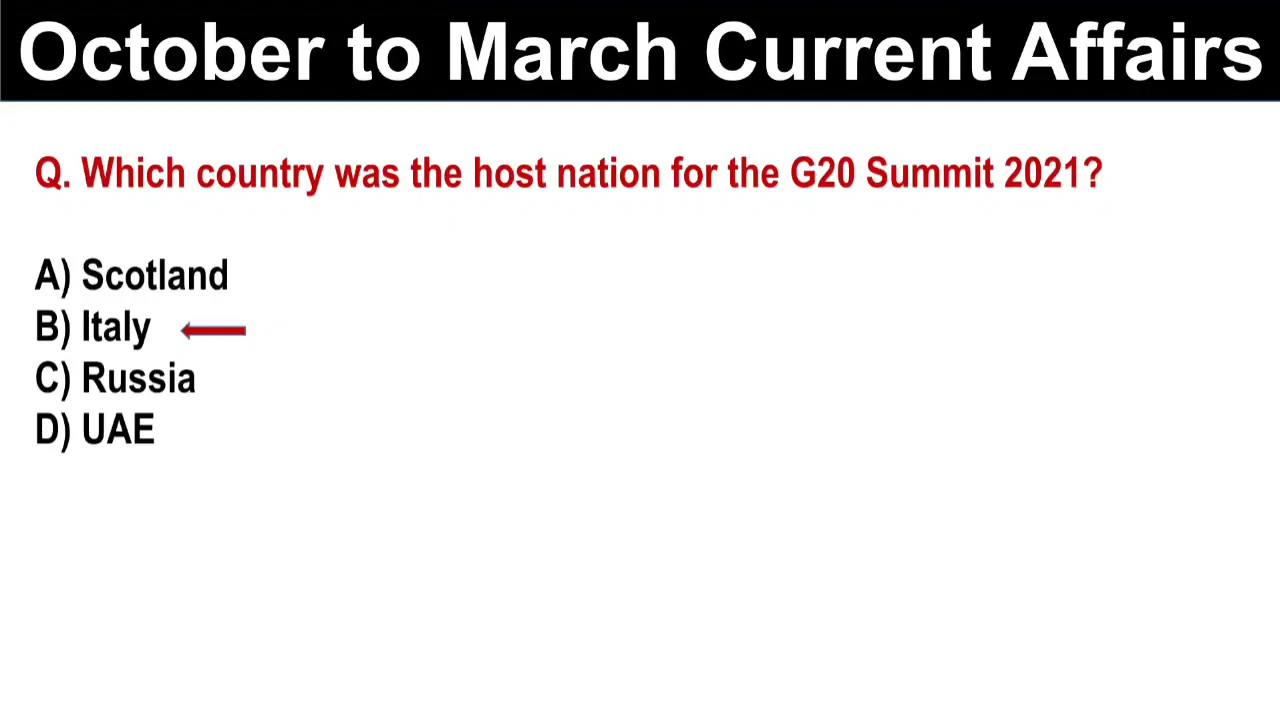 October to March Current Affairs
Q. Which country was the host nation for the G20 Summit 2021?
A) Scotland
B) Italy
C) Russia
D) UAE